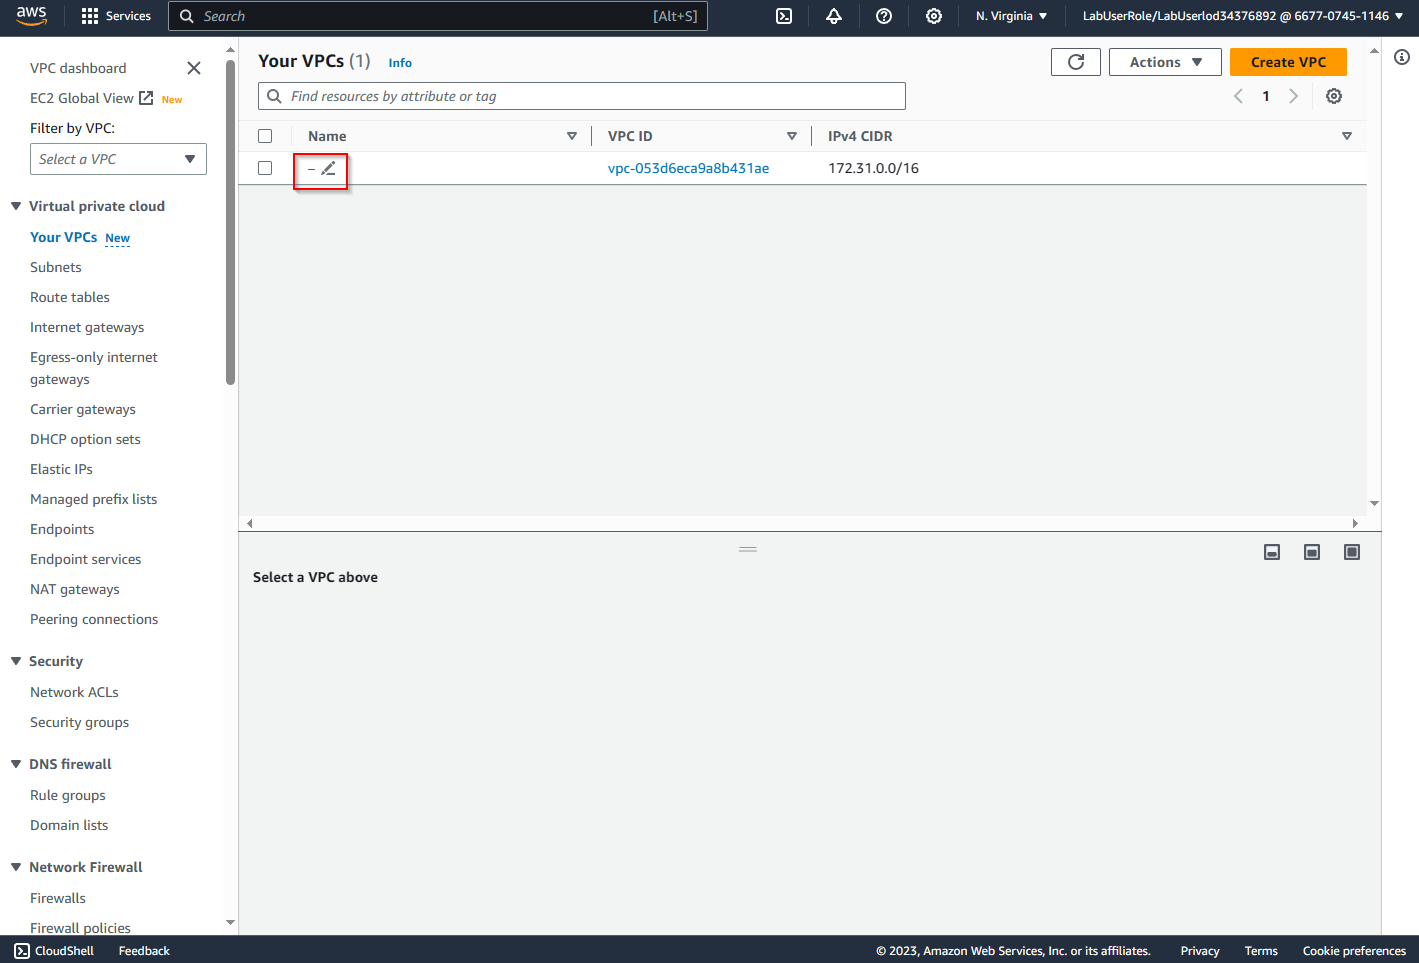 aws Services Search [Alt+S] N. Virginia LabUserRole/LabUserlod34376892 @ 6677-0745-1146
VPC dashboard
EC2 Global View New
Filter by VPC:
Select a VPC
Virtual private cloud
Your VPCs New
Subnets
Route tables
Internet gateways
Egress-only internet
gateways
Carrier gateways
DHCP option sets
Elastic IPs
Managed prefix lists
Endpoints
Endpoint services
NAT gateways
Peering connections
Security
Network ACLs
Security groups
DNS firewall
Rule groups
Domain lists
Network Firewall
Firewalls
Firewall policies
Your VPCs (1) Info
Actions Create VPC
Find resources by attribute or tag
1
Name VPC ID IPv4 CIDR
– vpc-053d6eca9a8b431ae 172.31.0.0/16
Select a VPC above
CloudShell Feedback © 2023, Amazon Web Services, Inc. or its affiliates. Privacy Terms Cookie preferences